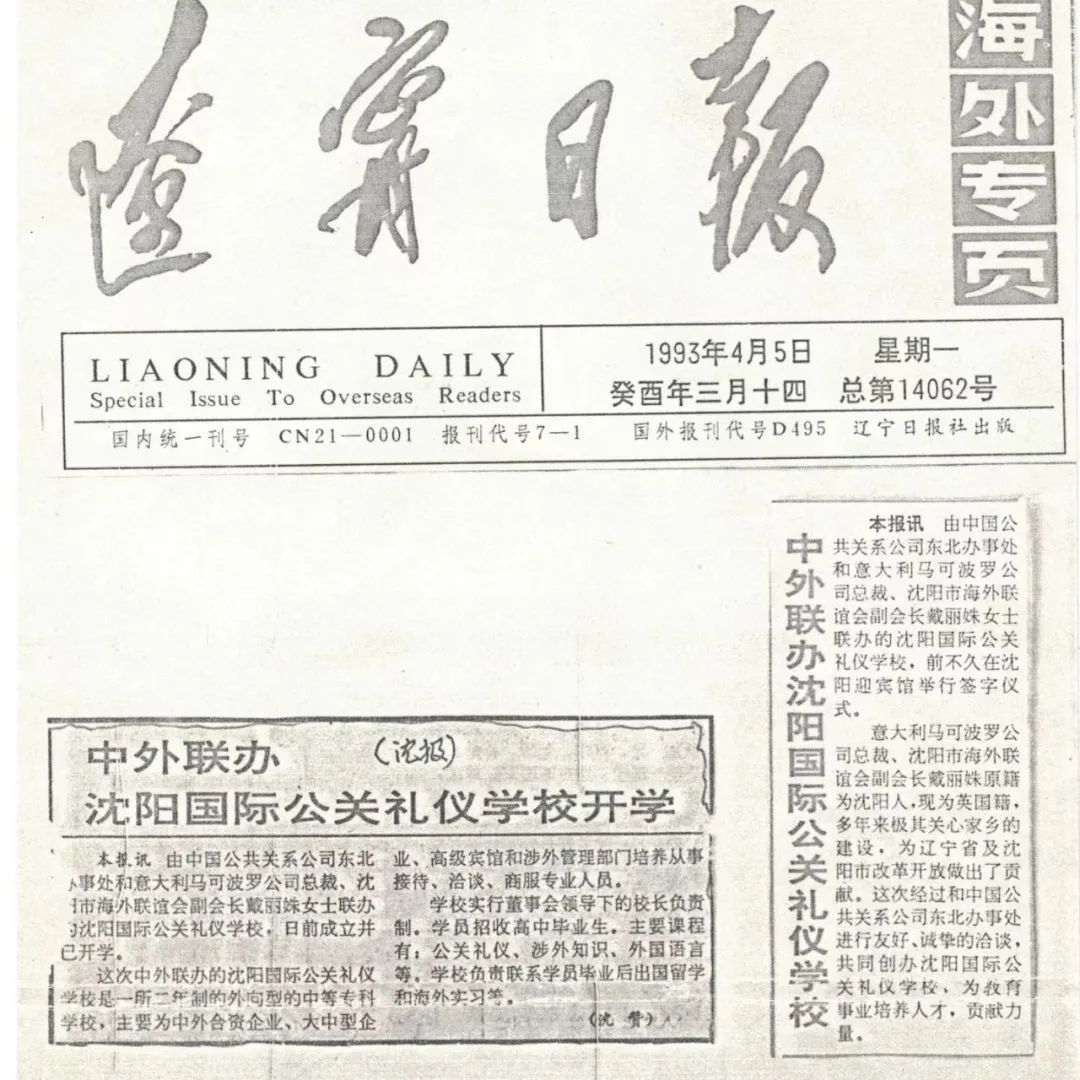 辽宁日报
海外专页
LIAONING DAILY
Special Issue To Overseas Readers
1993年4月5日 星期一
癸酉年三月十四 总第14062号
国内统一刊号 CN21—0001 报刊代号7—1 国外报刊代号D495 辽宁日报社出版
中外联办沈阳国际公关礼仪学校
本报讯 由中国公
共关系公司东北办事处
和意大利马可波罗公
司总裁、沈阳市海外联
谊会副会长戴丽姝女士
联办的沈阳国际公关
礼仪学校，前不久在沈
阳迎宾馆举行签字仪
式。
意大利马可波罗公
司总裁、沈阳市海外联
谊会副会长戴丽姝原籍
为沈阳人，现为英国籍，
多年来极其关心家乡的
建设，为辽宁省及沈
阳市改革开放做出了贡
献。这次经过和中国公
共关系公司东北办事处
进行友好、诚挚的洽谈，
共同创办沈阳国际公
关礼仪学校，为教育
事业培养人才，贡献力
量。
中外联办 （沈报）
沈阳国际公关礼仪学校开学
本报讯 由中国公共关系公司东北
办事处和意大利马可波罗公司总裁、沈
阳市海外联谊会副会长戴丽姝女士联办
的沈阳国际公关礼仪学校，日前成立并
已开学。
这次中外联办的沈阳国际公关礼仪
学校是一所二年制的外向型的中等专科
学校，主要为中外合资企业、大中型企
业、高级宾馆和涉外管理部门培养从事
接待、洽谈、商服专业人员。
学校实行董事会领导下的校长负责
制。学员招收高中毕业生。主要课程
有：公关礼仪、涉外知识、外国语言
等。学校负责联系学员毕业后出国留学
和海外实习等。
（沈赞）